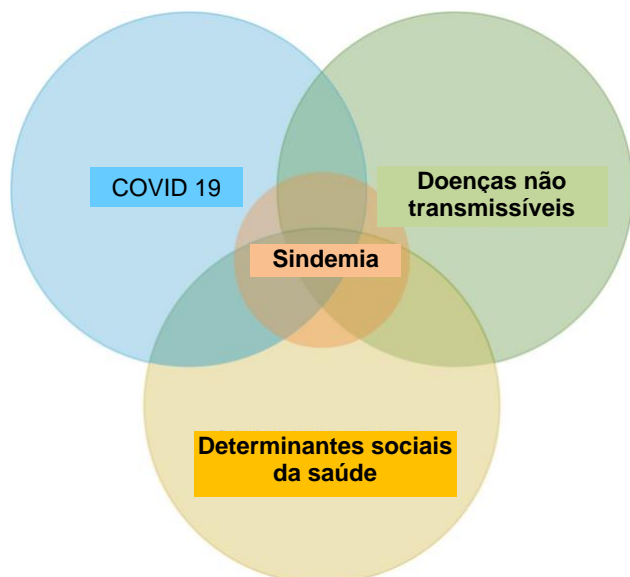 COVID 19
Doenças não
transmissíveis
Sindemia
Determinantes sociais
da saúde